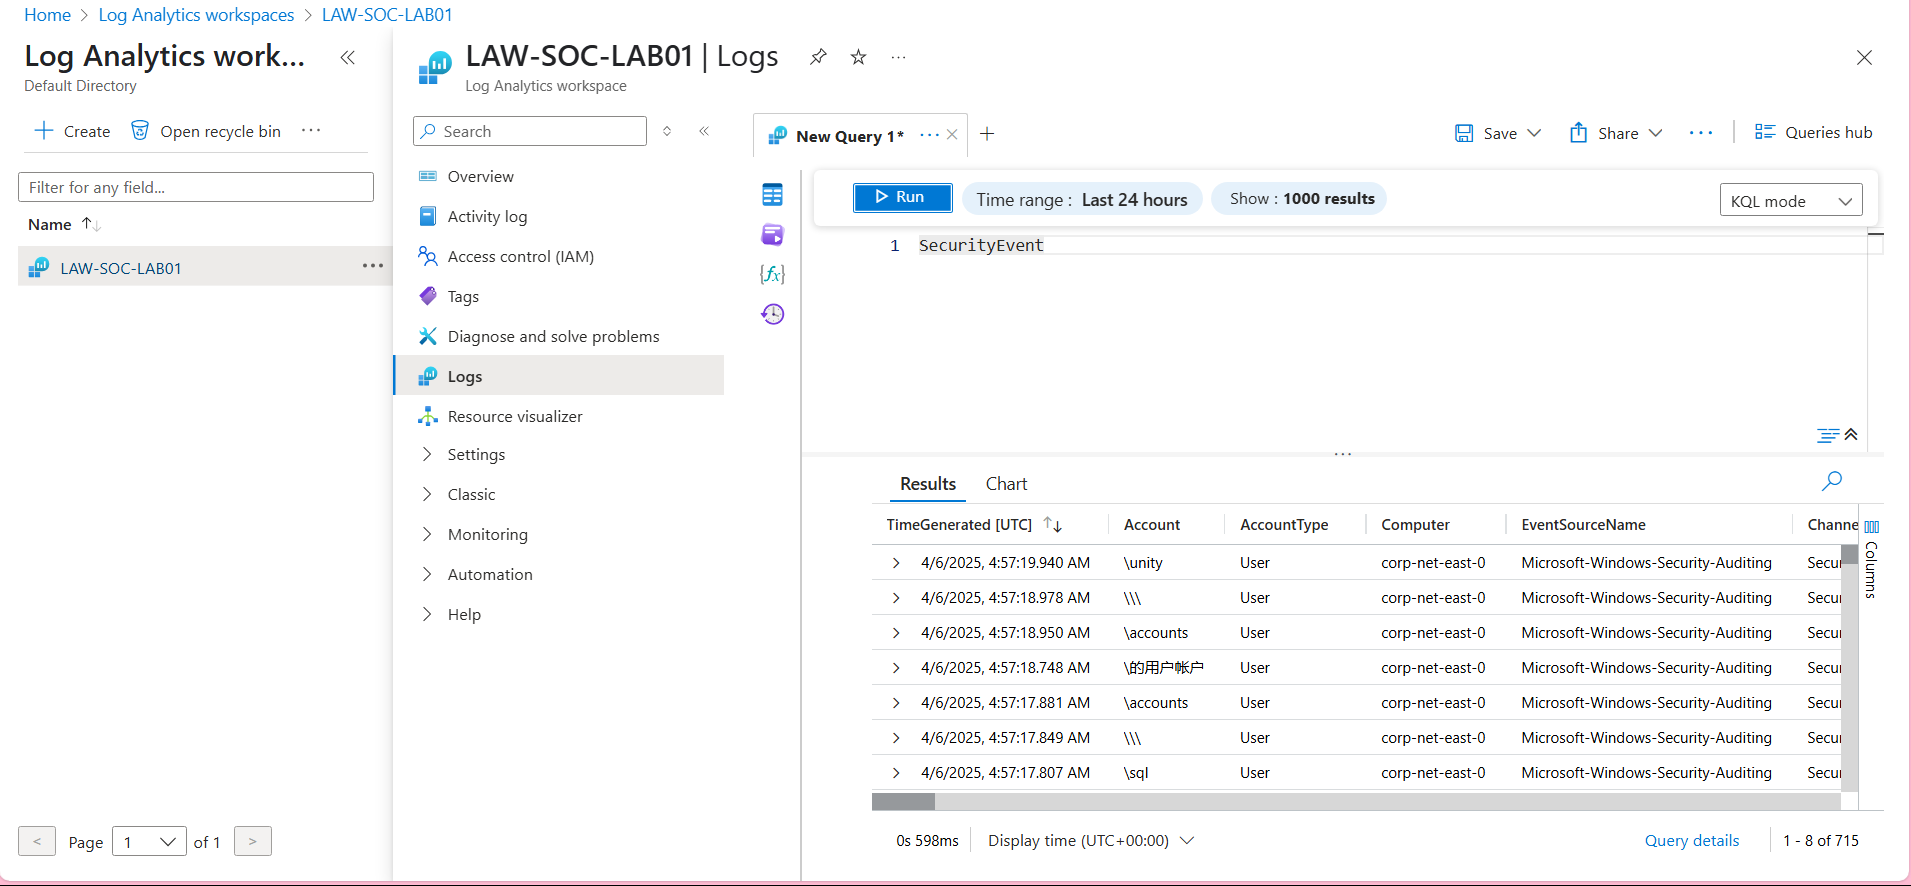 Home > Log Analytics workspaces > LAW-SOC-LAB01
Log Analytics work...
Default Directory
Create
Open recycle bin
Filter for any field...
Name
LAW-SOC-LAB01
< Page 1 of 1 >
LAW-SOC-LAB01 | Logs
Log Analytics workspace
Search
Overview
Activity log
Access control (IAM)
Tags
Diagnose and solve problems
Logs
Resource visualizer
Settings
Classic
Monitoring
Automation
Help
New Query 1*
Save
Share
Queries hub
Run
Time range : Last 24 hours
Show : 1000 results
KQL mode
1 SecurityEvent
Results Chart
TimeGenerated [UTC] Account AccountType Computer EventSourceName Channe
4/6/2025, 4:57:19.940 AM \unity User corp-net-east-0 Microsoft-Windows-Security-Auditing Secur
4/6/2025, 4:57:18.978 AM \\\ User corp-net-east-0 Microsoft-Windows-Security-Auditing Secur
4/6/2025, 4:57:18.950 AM \accounts User corp-net-east-0 Microsoft-Windows-Security-Auditing Secur
4/6/2025, 4:57:18.748 AM \的用户帐户 User corp-net-east-0 Microsoft-Windows-Security-Auditing Secur
4/6/2025, 4:57:17.881 AM \accounts User corp-net-east-0 Microsoft-Windows-Security-Auditing Secur
4/6/2025, 4:57:17.849 AM \\\ User corp-net-east-0 Microsoft-Windows-Security-Auditing Secur
4/6/2025, 4:57:17.807 AM \sql User corp-net-east-0 Microsoft-Windows-Security-Auditing Secur
Columns
0s 598ms
Display time (UTC+00:00)
Query details
1 - 8 of 715